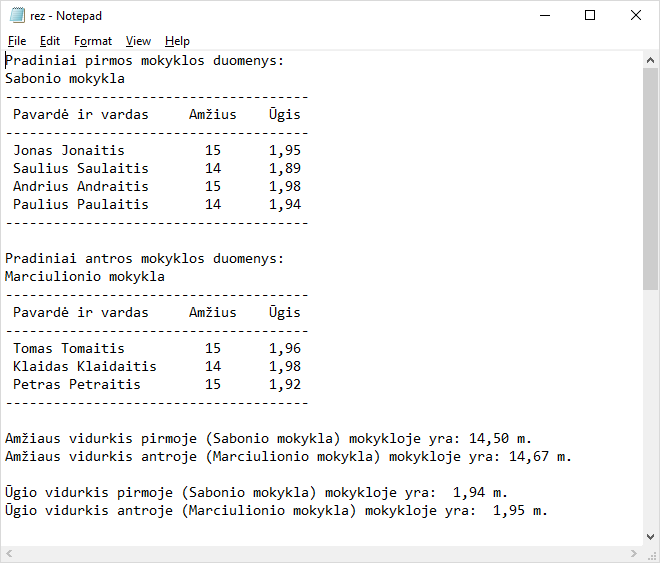 rez - Notepad
File Edit Format View Help
Pradiniai pirmos mokyklos duomenys:
Sabonio mokykla
--------------------------------------
 Pavardė ir vardas     Amžius    Ūgis
--------------------------------------
 Jonas Jonaitis          15      1,95
 Saulius Saulaitis       14      1,89
 Andrius Andraitis       15      1,98
 Paulius Paulaitis       14      1,94
--------------------------------------
Pradiniai antros mokyklos duomenys:
Marciulionio mokykla
--------------------------------------
 Pavardė ir vardas     Amžius    Ūgis
--------------------------------------
 Tomas Tomaitis          15      1,96
 Klaidas Klaidaitis      14      1,98
 Petras Petraitis        15      1,92
--------------------------------------
Amžiaus vidurkis pirmoje (Sabonio mokykla) mokykloje yra: 14,50 m.
Amžiaus vidurkis antroje (Marciulionio mokykla) mokykloje yra: 14,67 m.
Ūgio vidurkis pirmoje (Sabonio mokykla) mokykloje yra:  1,94 m.
Ūgio vidurkis antroje (Marciulionio mokykla) mokykloje yra:  1,95 m.